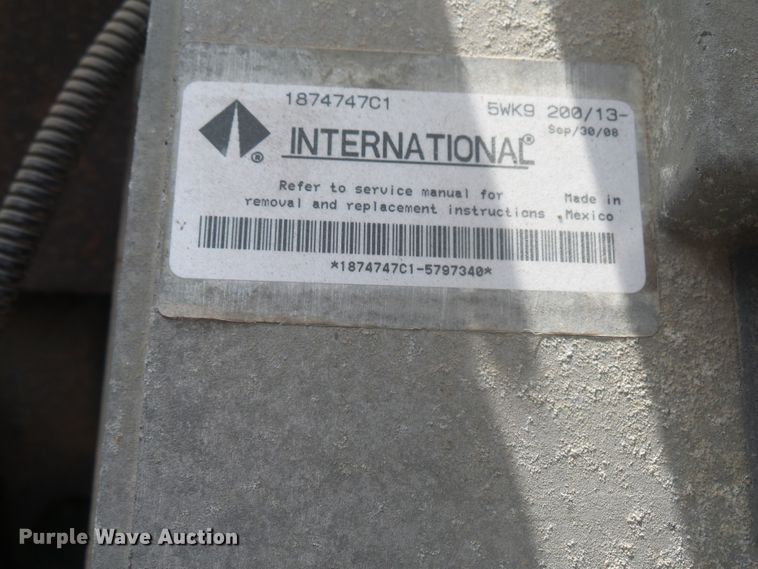 1874747C1
5WK9 200/13-
Sep/30/08
INTERNATIONAL®
®
Refer to service manual for
removal and replacement instructions .
Made in
Mexico
*1874747C1-5797340*
Purple Wave Auction